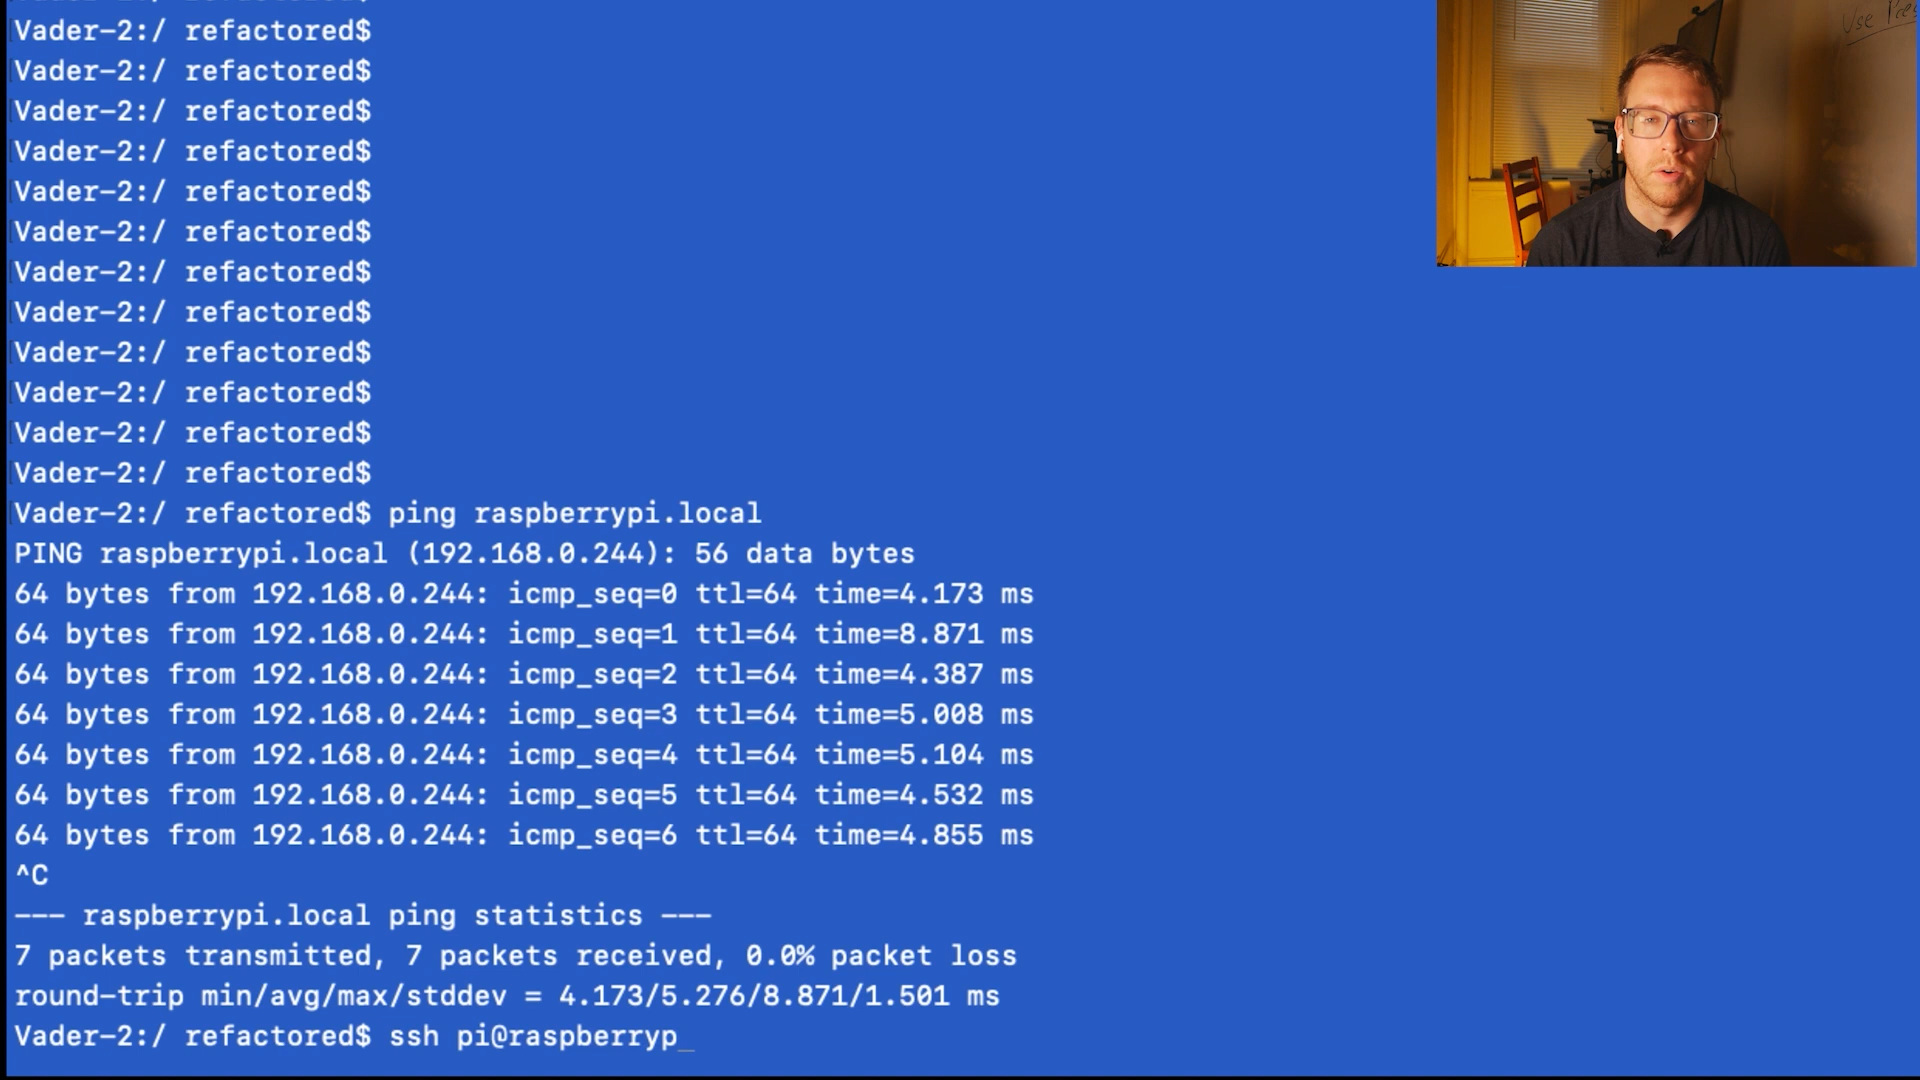 Vader-2:/ refactored$
Vader-2:/ refactored$
Vader-2:/ refactored$
Vader-2:/ refactored$
Vader-2:/ refactored$
Vader-2:/ refactored$
Vader-2:/ refactored$
Vader-2:/ refactored$
Vader-2:/ refactored$
Vader-2:/ refactored$
Vader-2:/ refactored$
Vader-2:/ refactored$
Vader-2:/ refactored$ ping raspberrypi.local
PING raspberrypi.local (192.168.0.244): 56 data bytes
64 bytes from 192.168.0.244: icmp_seq=0 ttl=64 time=4.173 ms
64 bytes from 192.168.0.244: icmp_seq=1 ttl=64 time=8.871 ms
64 bytes from 192.168.0.244: icmp_seq=2 ttl=64 time=4.387 ms
64 bytes from 192.168.0.244: icmp_seq=3 ttl=64 time=5.008 ms
64 bytes from 192.168.0.244: icmp_seq=4 ttl=64 time=5.104 ms
64 bytes from 192.168.0.244: icmp_seq=5 ttl=64 time=4.532 ms
64 bytes from 192.168.0.244: icmp_seq=6 ttl=64 time=4.855 ms
^C
--- raspberrypi.local ping statistics ---
7 packets transmitted, 7 packets received, 0.0% packet loss
round-trip min/avg/max/stddev = 4.173/5.276/8.871/1.501 ms
Vader-2:/ refactored$ ssh pi@raspberryp_
Use